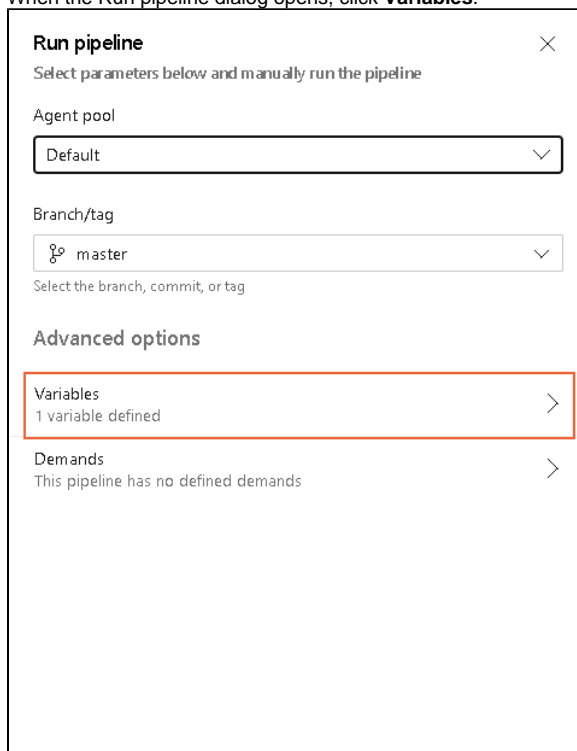 When the Run pipeline dialog opens, click Variables.
Run pipeline
Select parameters below and manually run the pipeline
Agent pool
Default
Branch/tag
master
Select the branch, commit, or tag
Advanced options
Variables
1 variable defined
Demands
This pipeline has no defined demands